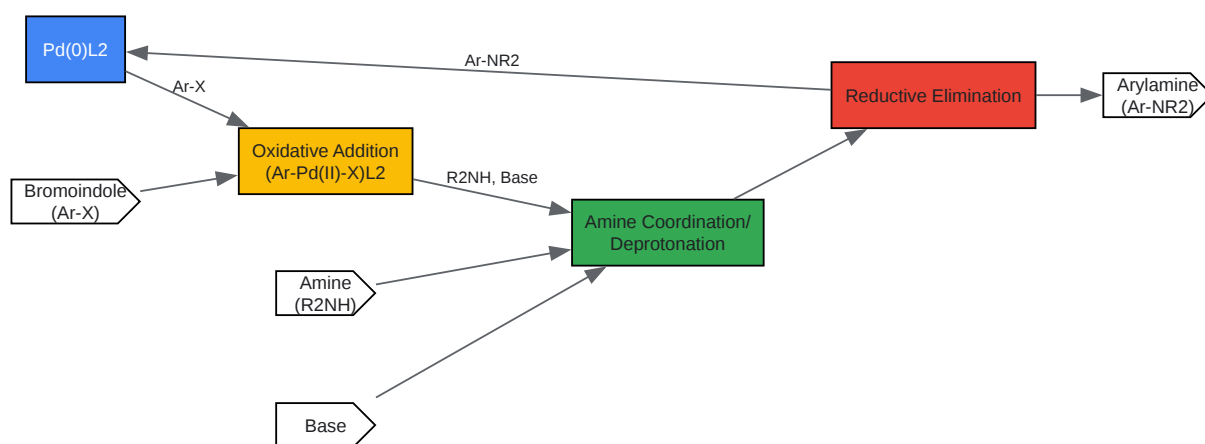 Pd(0)L2
Ar-NR2
Ar-X
Reductive Elimination
Arylamine
(Ar-NR2)
Oxidative Addition
(Ar-Pd(II)-X)L2
R2NH, Base
Bromoindole
(Ar-X)
Amine Coordination/
Deprotonation
Amine
(R2NH)
Base